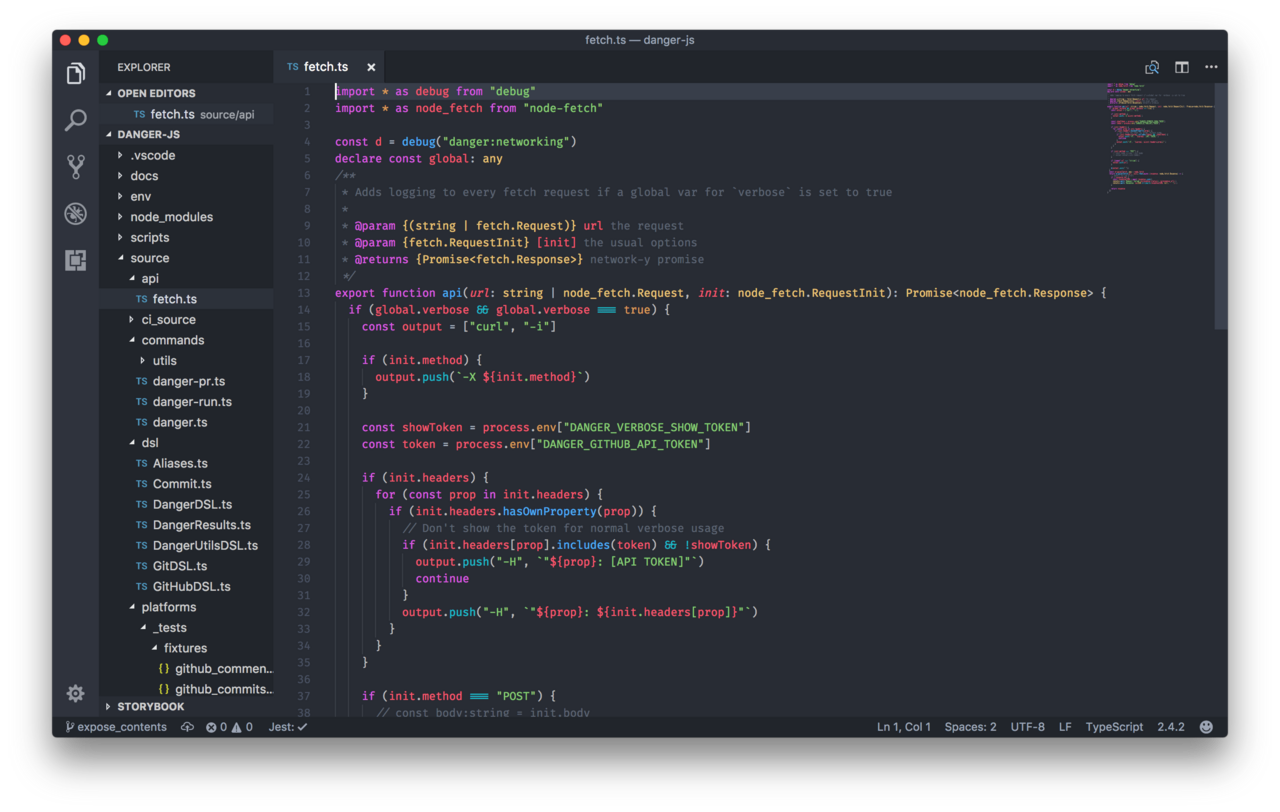 fetch.ts — danger-js
EXPLORER
OPEN EDITORS
TS fetch.ts source/api
DANGER-JS
.vscode
docs
env
node_modules
scripts
source
api
TS fetch.ts
ci_source
commands
utils
TS danger-pr.ts
TS danger-run.ts
TS danger.ts
dsl
TS Aliases.ts
TS Commit.ts
TS DangerDSL.ts
TS DangerResults.ts
TS DangerUtilsDSL.ts
TS GitDSL.ts
TS GitHubDSL.ts
platforms
_tests
fixtures
{} github_commen...
{} github_commits...
STORYBOOK
TS fetch.ts ×
1 import * as debug from "debug"
2 import * as node_fetch from "node-fetch"
3
4 const d = debug("danger:networking")
5 declare const global: any
6 /**
7 * Adds logging to every fetch request if a global var for `verbose` is set to true
8 *
9 * @param {(string | fetch.Request)} url the request
10 * @param {fetch.RequestInit} [init] the usual options
11 * @returns {Promise<fetch.Response>} network-y promise
12 */
13 export function api(url: string | node_fetch.Request, init: node_fetch.RequestInit): Promise<node_fetch.Response> {
14 if (global.verbose && global.verbose === true) {
15 const output = ["curl", "-i"]
16
17 if (init.method) {
18 output.push(`-X ${init.method}`)
19 }
20
21 const showToken = process.env["DANGER_VERBOSE_SHOW_TOKEN"]
22 const token = process.env["DANGER_GITHUB_API_TOKEN"]
23
24 if (init.headers) {
25 for (const prop in init.headers) {
26 if (init.headers.hasOwnProperty(prop)) {
27 // Don't show the token for normal verbose usage
28 if (init.headers[prop].includes(token) && !showToken) {
29 output.push("-H", `"${prop}: [API TOKEN]"`)
30 continue
31 }
32 output.push("-H", `"${prop}: ${init.headers[prop]}"`)
33 }
34 }
35 }
36
37 if (init.method === "POST") {
38 // const body:string = init.body
expose_contents 0 0 Jest: ✓ Ln 1, Col 1 Spaces: 2 UTF-8 LF TypeScript 2.4.2